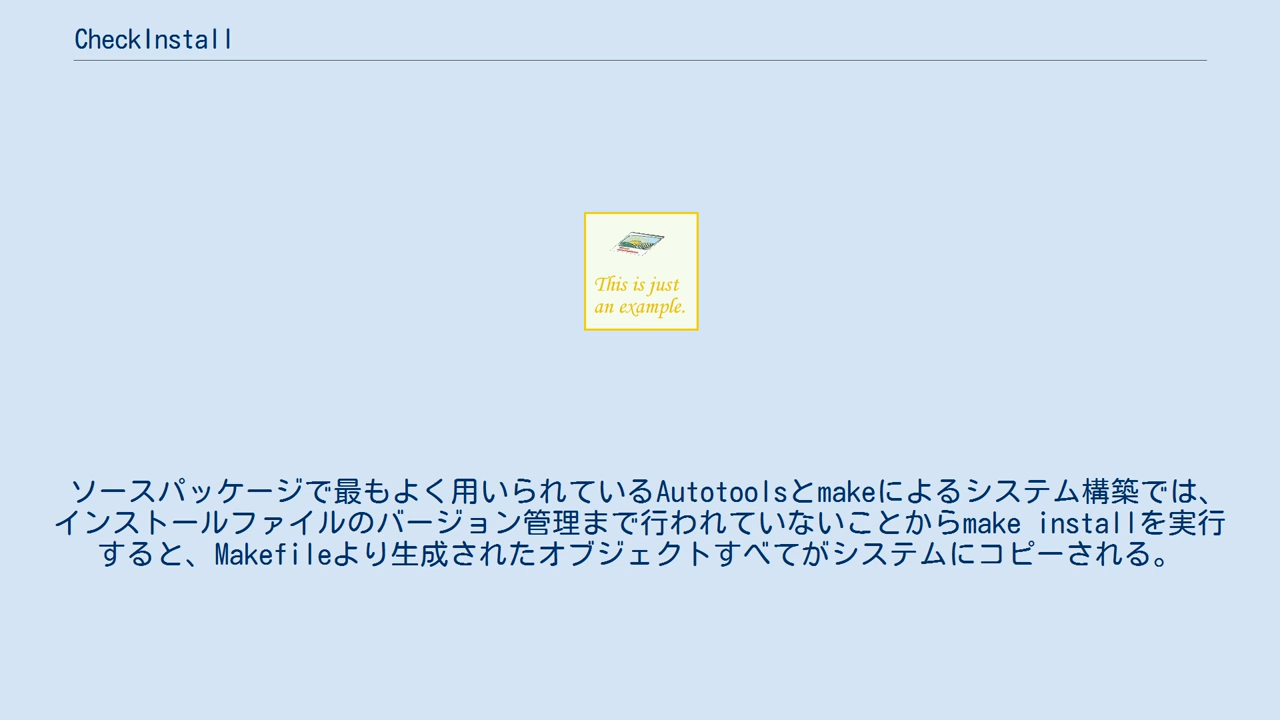 CheckInstall
This is just
an example.
ソースパッケージで最もよく用いられているAutotoolsとmakeによるシステム構築では、
インストールファイルのバージョン管理まで行われていないことからmake installを実行
すると、Makefileより生成されたオブジェクトすべてがシステムにコピーされる。